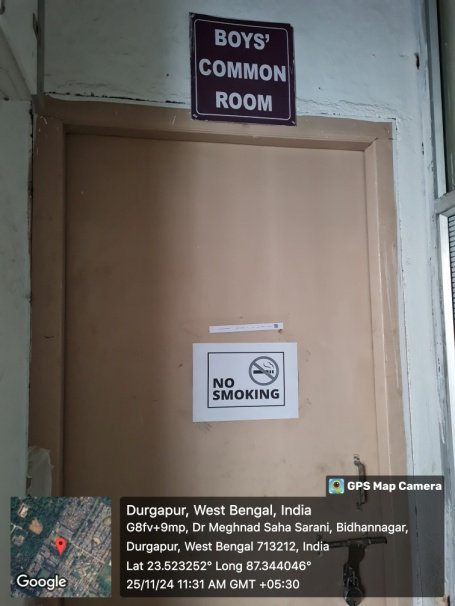 BOYS'
COMMON
ROOM
NO
SMOKING
GPS Map Camera
Durgapur, West Bengal, India
G8fv+9mp, Dr Meghnad Saha Sarani, Bidhannagar,
Durgapur, West Bengal 713212, India
Lat 23.523252° Long 87.344046°
25/11/24 11:31 AM GMT +05:30
Google